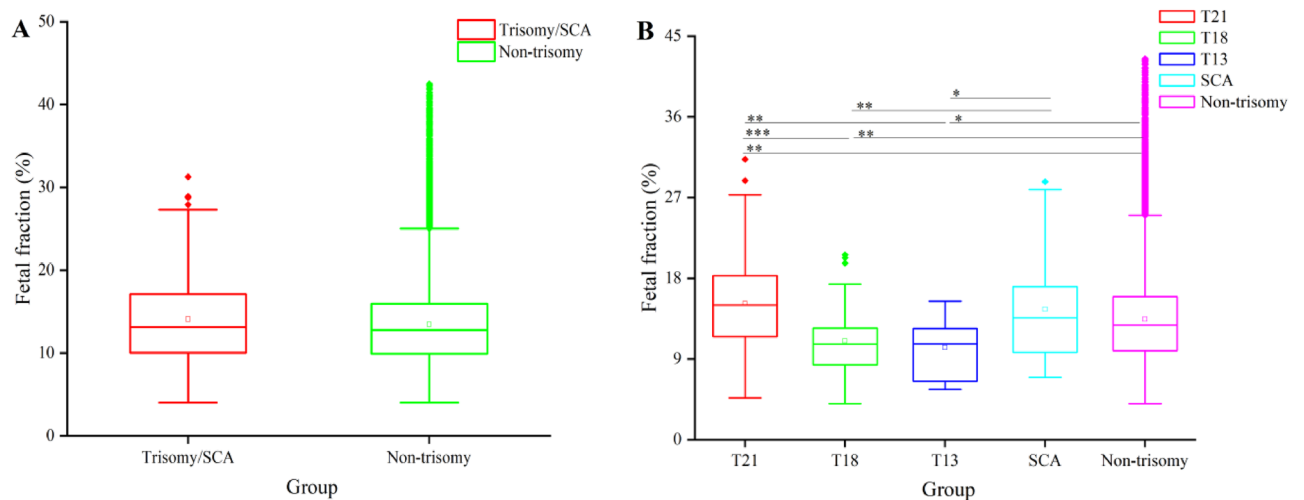 A
Trisomy/SCA
Non-trisomy
Fetal fraction (%)
50
40
30
20
10
0
Trisomy/SCA
Non-trisomy
Group
B
T21
T18
T13
SCA
Non-trisomy
Fetal fraction (%)
45
36
27
18
9
0
*
**
**
*
***
**
**
T21
T18
T13
SCA
Non-trisomy
Group